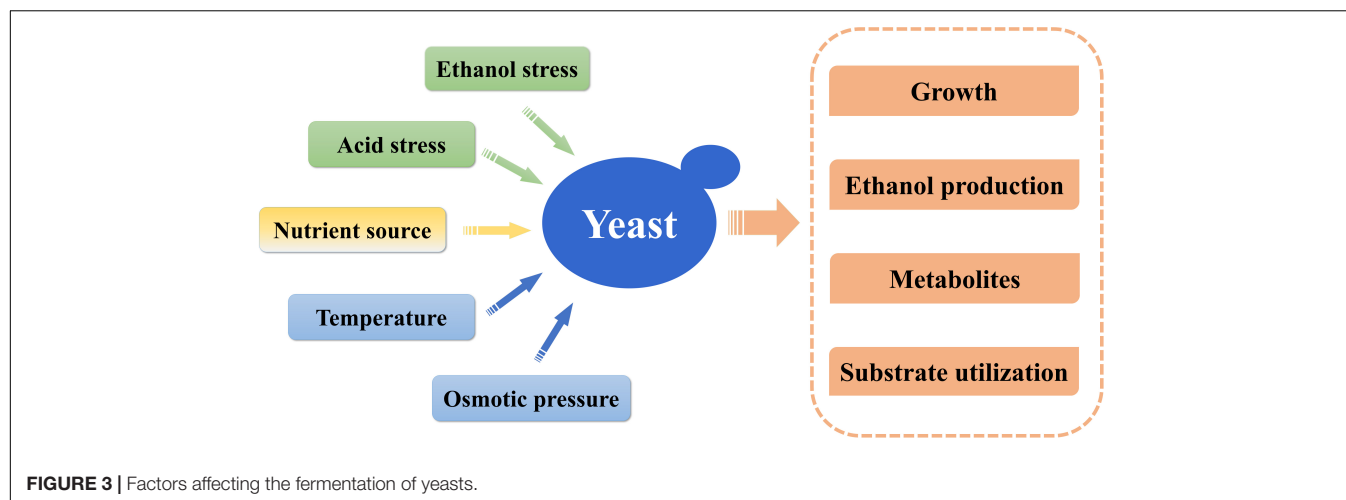 Ethanol stress
Acid stress
Nutrient source
Temperature
Osmotic pressure
Yeast
Growth
Ethanol production
Metabolites
Substrate utilization
FIGURE 3 | Factors affecting the fermentation of yeasts.